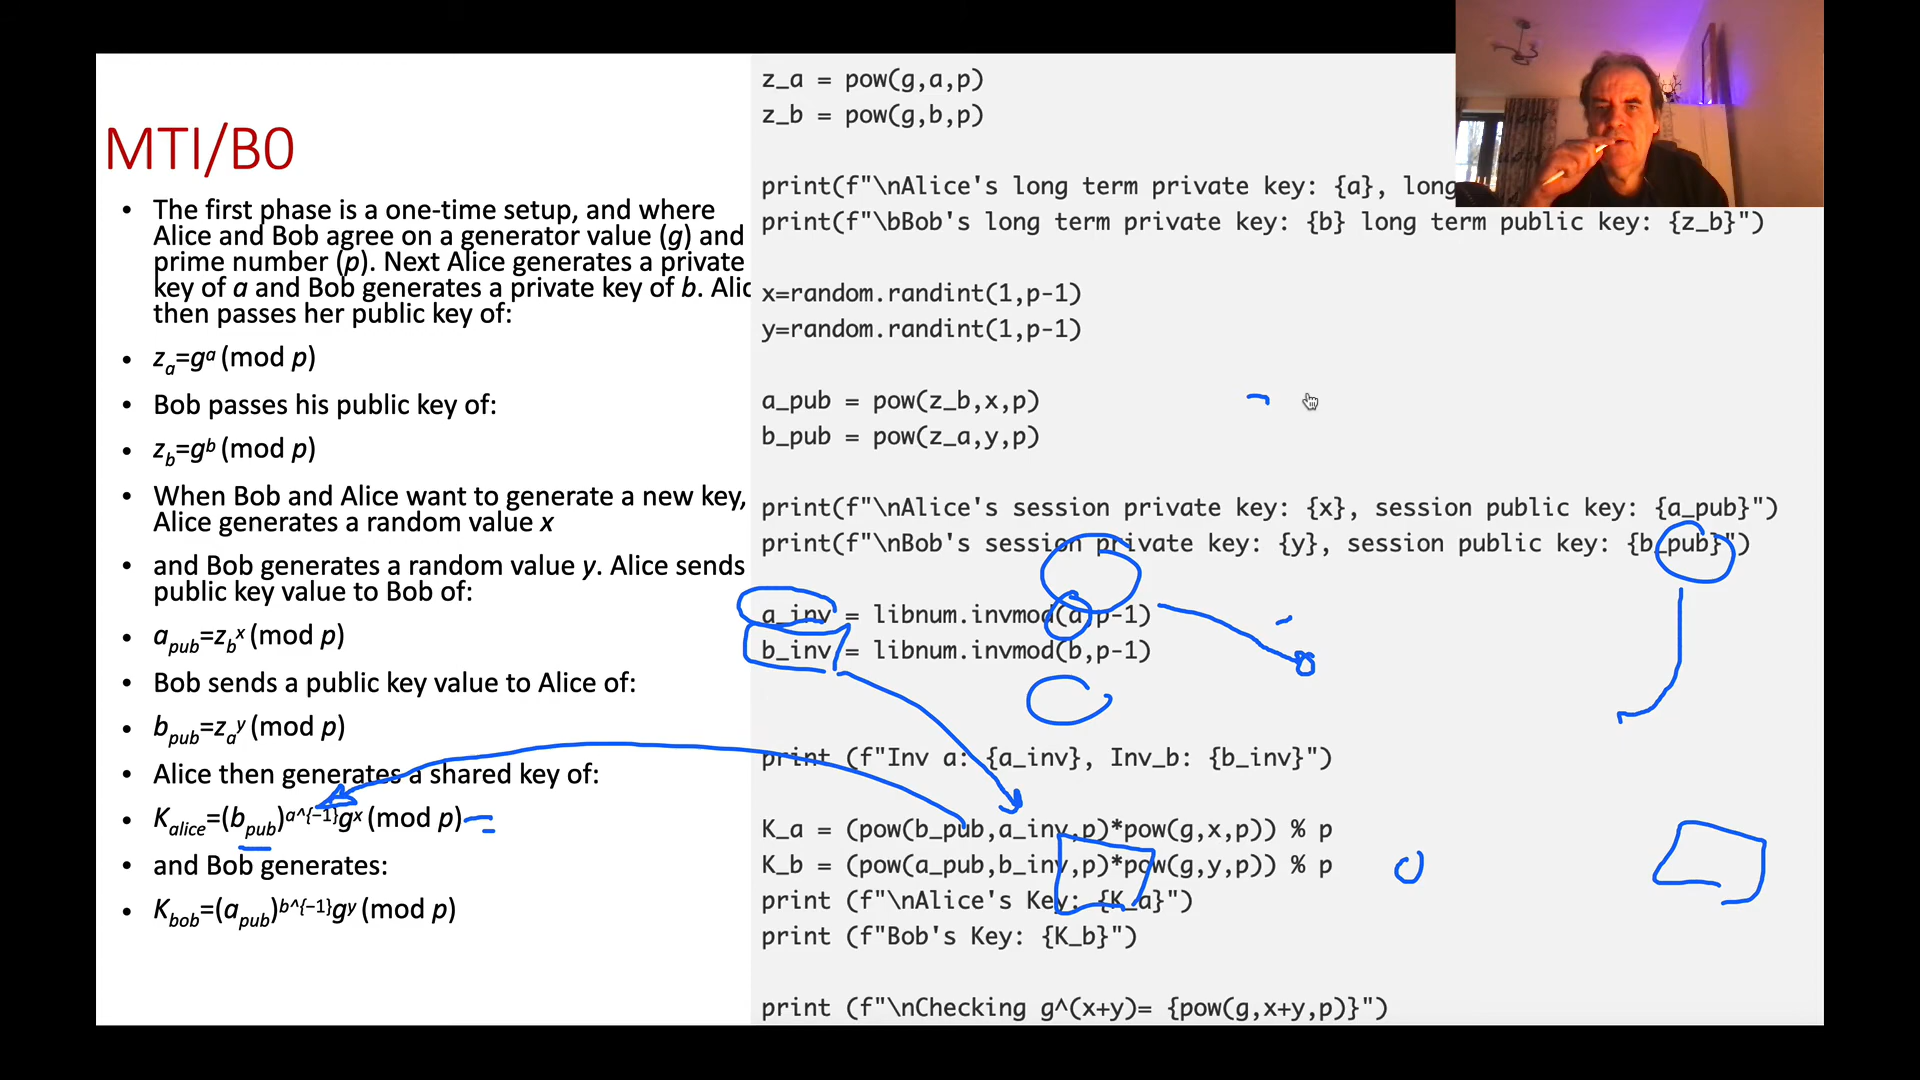 MTI/B0
• The first phase is a one-time setup, and where
Alice and Bob agree on a generator value (g) and
prime number (p). Next Alice generates a private
key of a and Bob generates a private key of b. Alic
then passes her public key of:
• zₐ=gᵃ (mod p)
• Bob passes his public key of:
• z_b=gᵇ (mod p)
• When Bob and Alice want to generate a new key,
Alice generates a random value x
• and Bob generates a random value y. Alice sends
public key value to Bob of:
• a_pub=z_bˣ (mod p)
• Bob sends a public key value to Alice of:
• b_pub=zₐʸ (mod p)
• Alice then generates a shared key of:
• K_alice=(b_pub)^a^{−1}gˣ (mod p)
• and Bob generates:
• K_bob=(a_pub)^b^{−1}gʸ (mod p)
z_a = pow(g,a,p)
z_b = pow(g,b,p)
print(f"\nAlice's long term private key: {a}, long
print(f"\bBob's long term private key: {b} long term public key: {z_b}")
x=random.randint(1,p-1)
y=random.randint(1,p-1)
a_pub = pow(z_b,x,p)
b_pub = pow(z_a,y,p)
print(f"\nAlice's session private key: {x}, session public key: {a_pub}")
print(f"\nBob's session private key: {y}, session public key: {b_pub}")
a_inv = libnum.invmod(a,p-1)
b_inv = libnum.invmod(b,p-1)
print (f"Inv a: {a_inv}, Inv_b: {b_inv}")
K_a = (pow(b_pub,a_inv,p)*pow(g,x,p)) % p
K_b = (pow(a_pub,b_inv,p)*pow(g,y,p)) % p
print (f"\nAlice's Key: {K_a}")
print (f"Bob's Key: {K_b}")
print (f"\nChecking g^(x+y)= {pow(g,x+y,p)}")